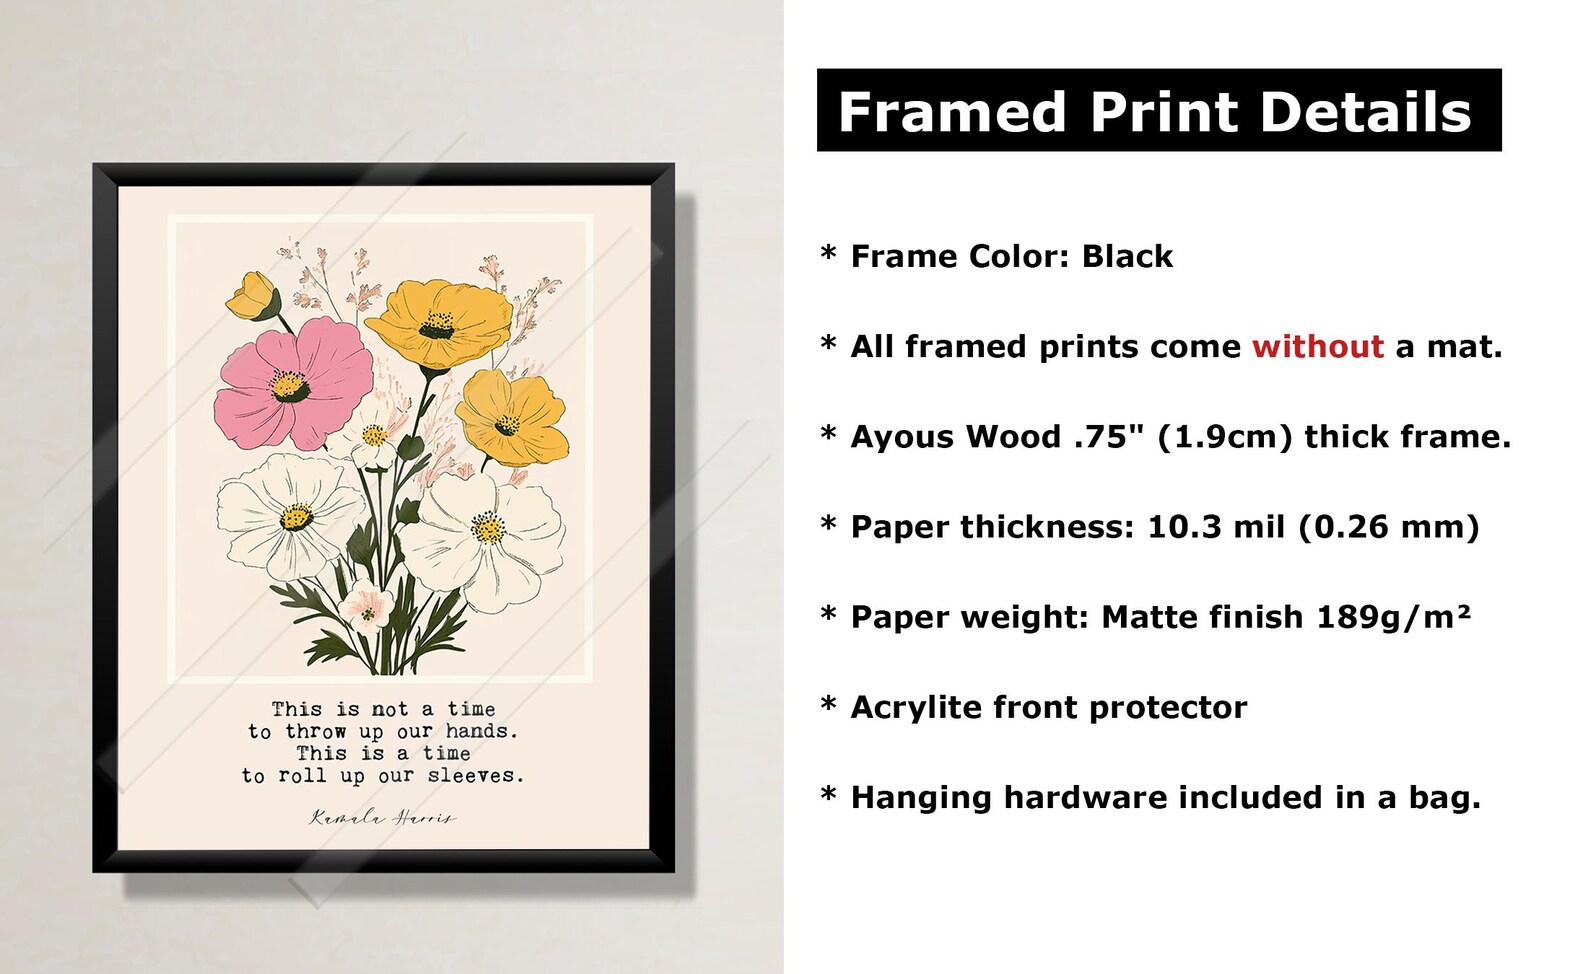 This is not a time
to throw up our hands.
This is a time
to roll up our sleeves.
Kamala Harris
Framed Print Details
* Frame Color: Black
* All framed prints come without a mat.
* Ayous Wood .75" (1.9cm) thick frame.
* Paper thickness: 10.3 mil (0.26 mm)
* Paper weight: Matte finish 189g/m²
* Acrylite front protector
* Hanging hardware included in a bag.